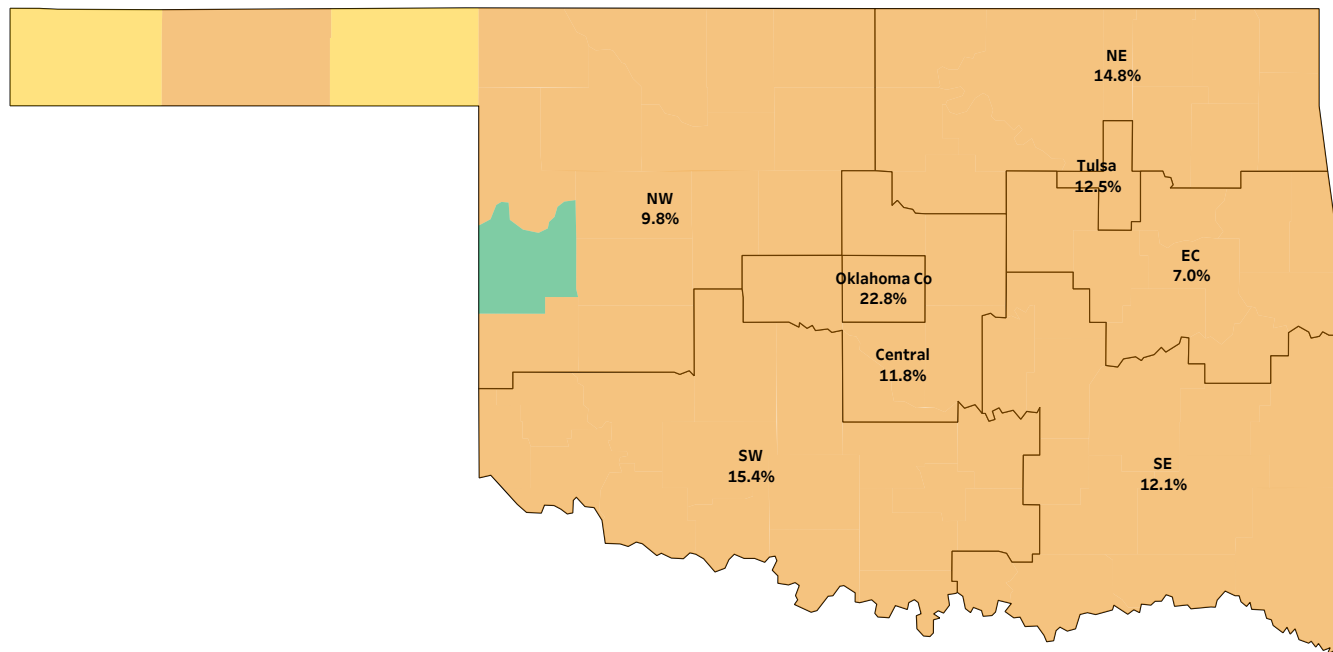 NE
14.8%
Tulsa
12.5%
NW
9.8%
EC
7.0%
Oklahoma Co
22.8%
Central
11.8%
SW
15.4%
SE
12.1%